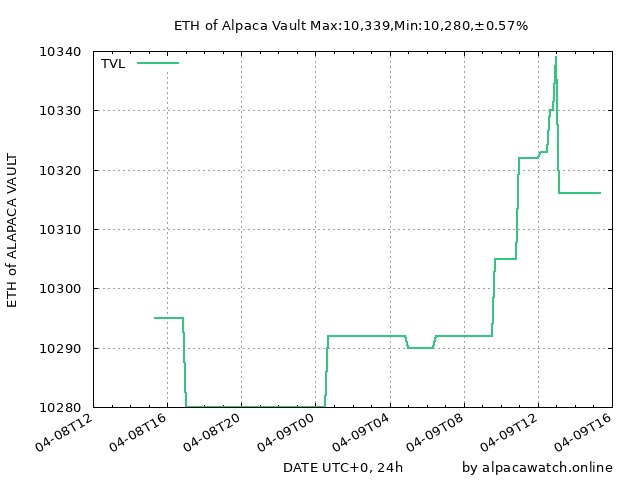 ETH of Alpaca Vault Max:10,339,Min:10,280,±0.57%
TVL
ETH of ALAPACA VAULT
10340
10330
10320
10310
10300
10290
10280
04-08T12
04-08T16
04-08T20
04-09T00
04-09T04
04-09T08
04-09T12
04-09T16
DATE UTC+0, 24h
by alpacawatch.online